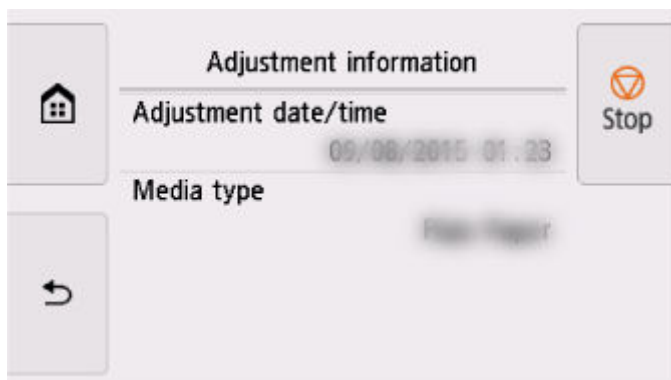 Adjustment information
Adjustment date/time
Stop
Media type